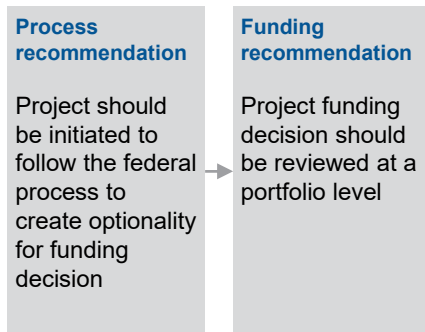 Process
recommendation
Project should
be initiated to
follow the federal
process to
create optionality
for funding
decision
Funding
recommendation
Project funding
decision should
be reviewed at a
portfolio level